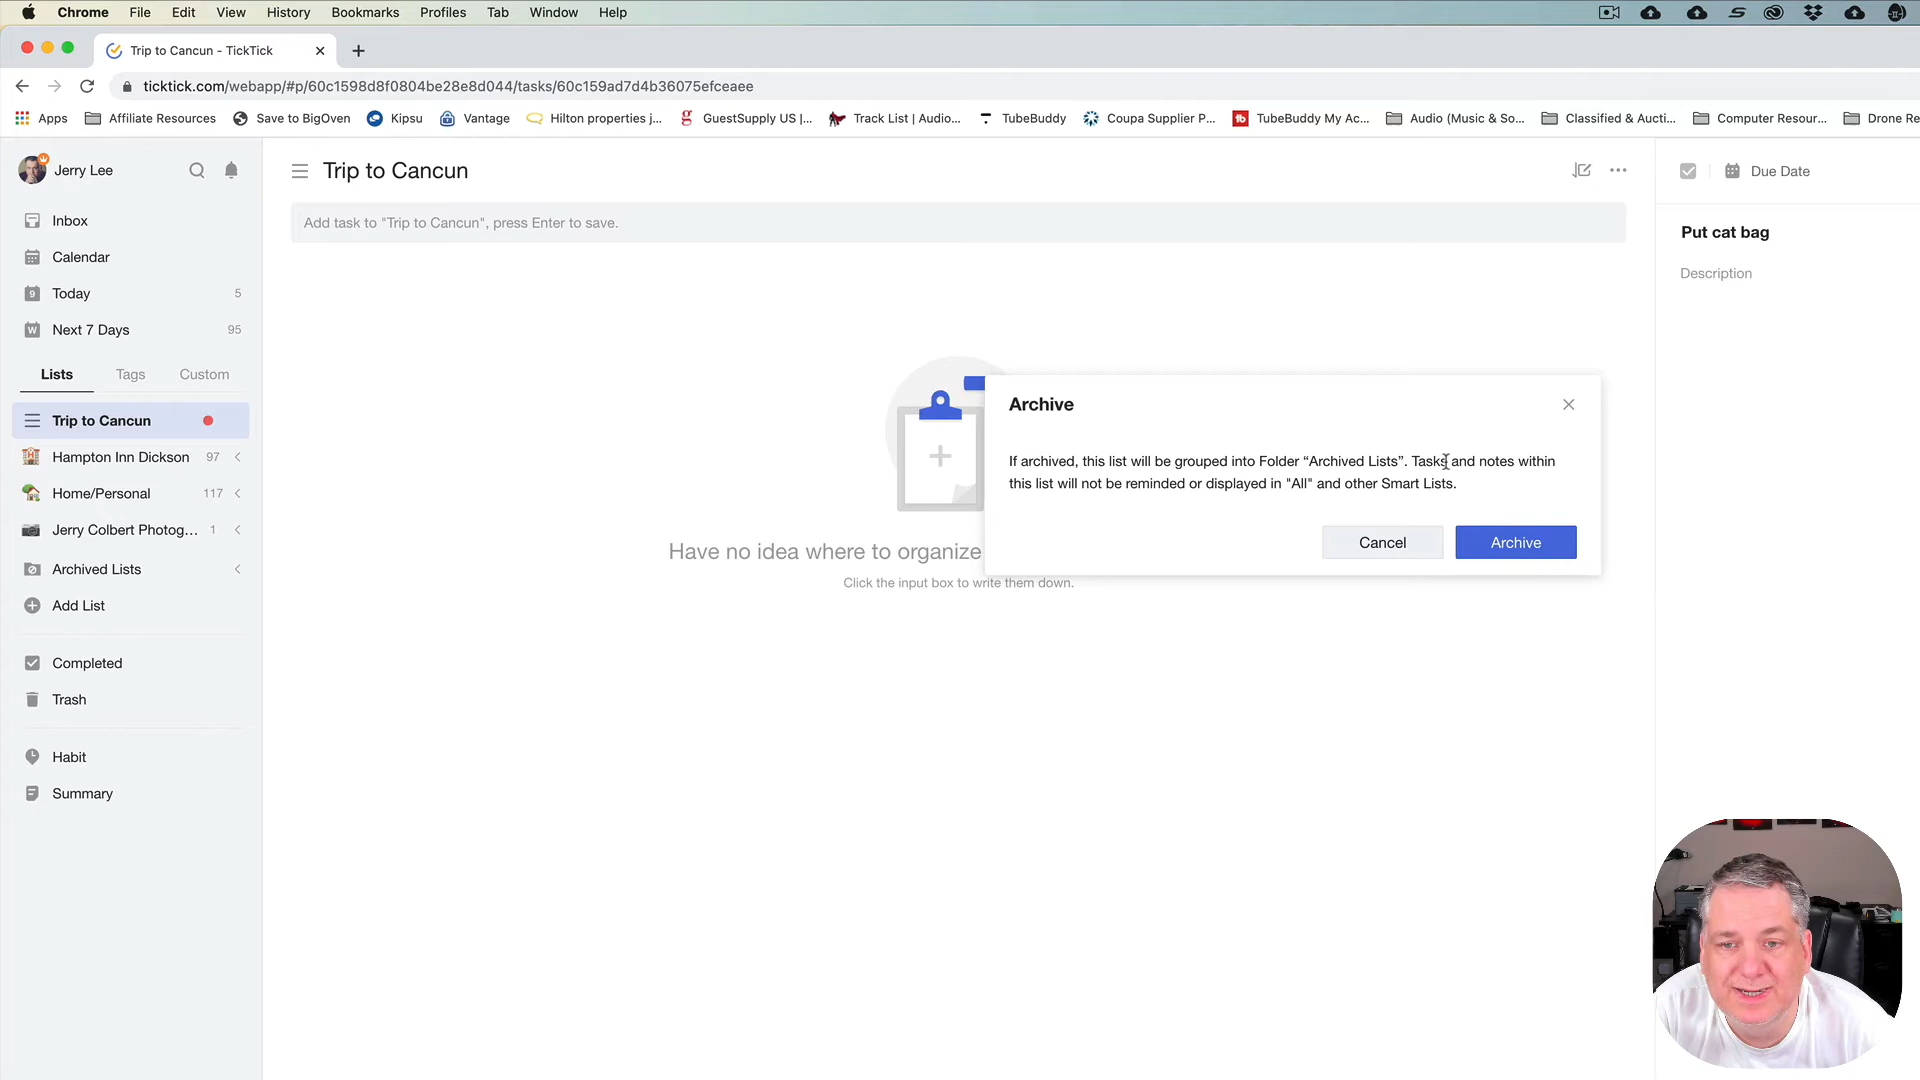 Chrome File Edit View History Bookmarks Profiles Tab Window Help
Trip to Cancun - TickTick
ticktick.com/webapp/#p/60c1598d8f0804be28e8d044/tasks/60c159ad7d4b36075efceaee
Apps Affiliate Resources Save to BigOven Kipsu Vantage Hilton properties j... GuestSupply US |... Track List | Audio... TubeBuddy Coupa Supplier P... TubeBuddy My Ac... Audio (Music & So... Classified & Aucti... Computer Resour... Drone Re
Jerry Lee
Inbox
Calendar
9 Today 5
W Next 7 Days 95
Lists Tags Custom
Trip to Cancun
Hampton Inn Dickson 97
Home/Personal 117
Jerry Colbert Photog... 1
Archived Lists
Add List
Completed
Trash
Habit
Summary
Trip to Cancun
Add task to "Trip to Cancun", press Enter to save.
Have no idea where to organize
Click the input box to write them down.
Archive
If archived, this list will be grouped into Folder “Archived Lists”. Tasks and notes within
this list will not be reminded or displayed in "All" and other Smart Lists.
Cancel Archive
Due Date
Put cat bag
Description